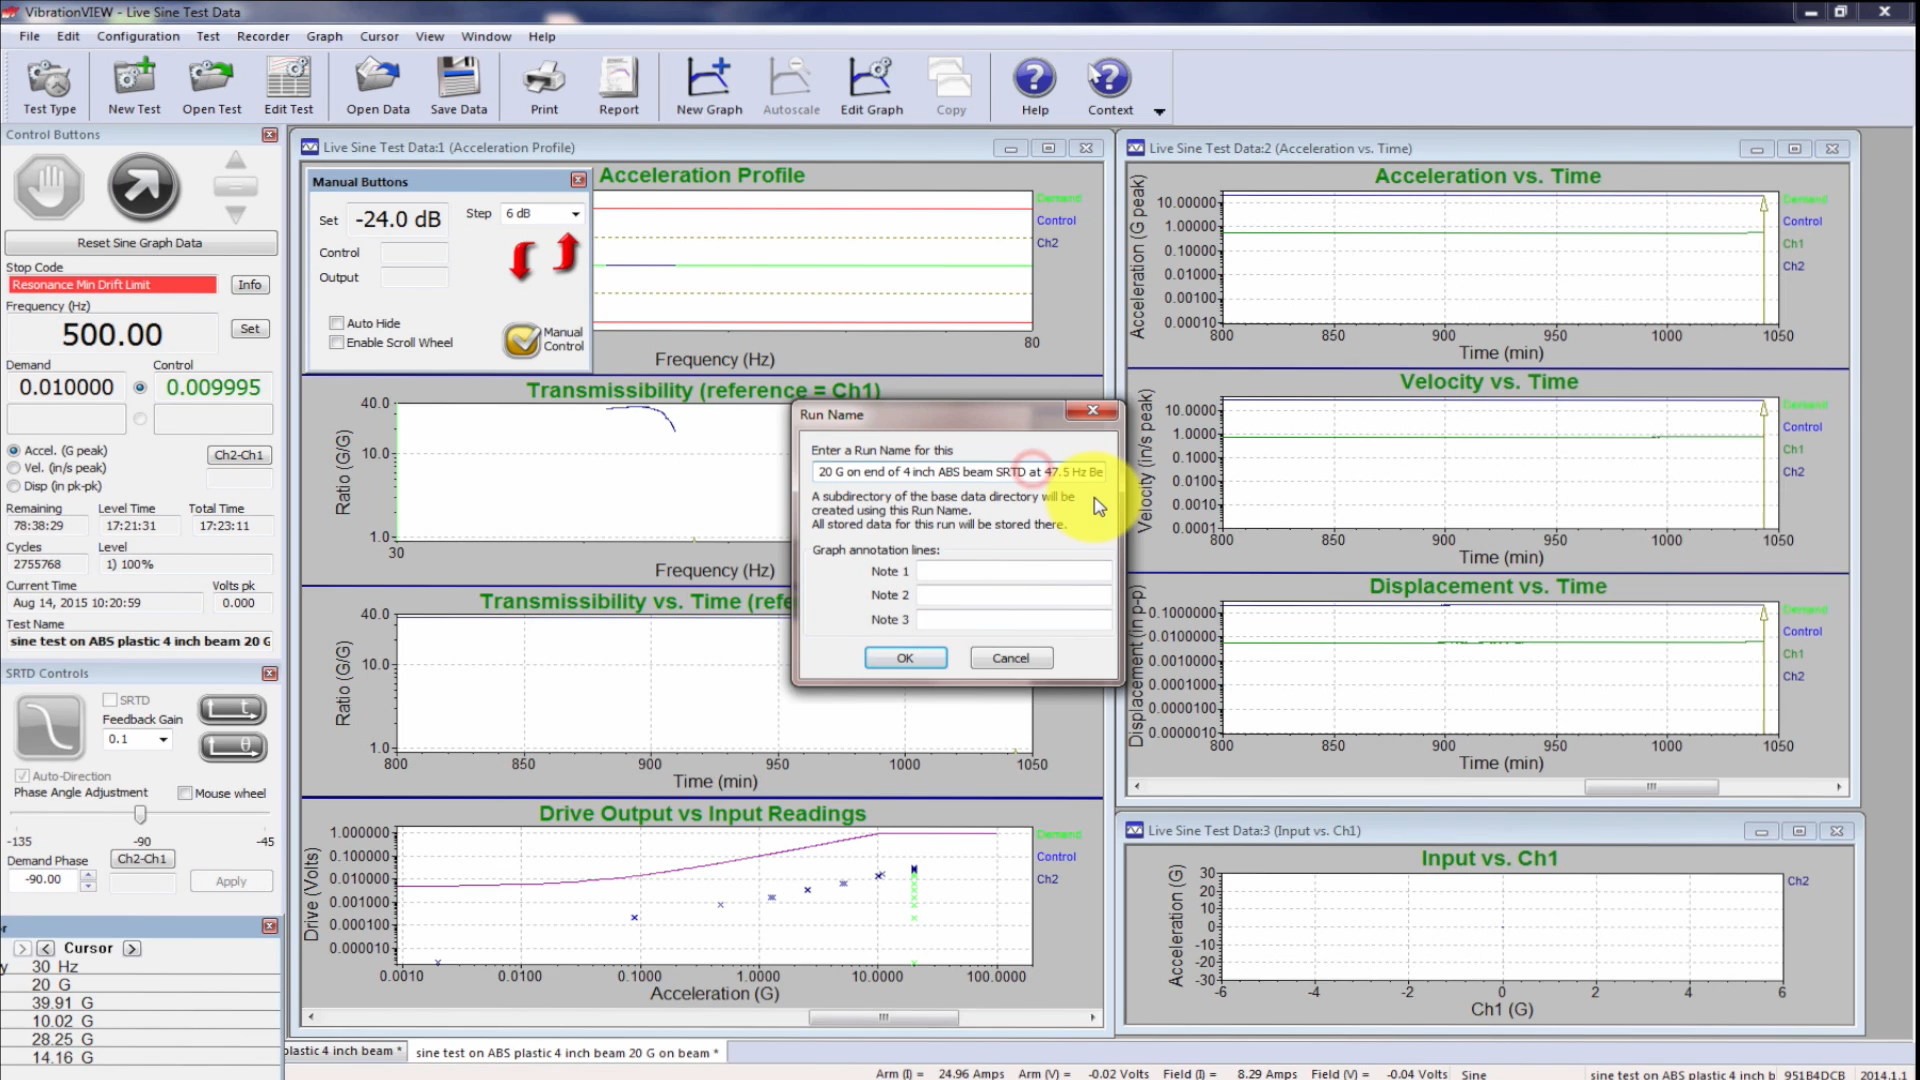 VibrationVIEW - Live Sine Test Data
File Edit Configuration Test Recorder Graph Cursor View Window Help
Test Type New Test Open Test Edit Test Open Data Save Data Print Report New Graph Autoscale Edit Graph Copy Help Context
Control Buttons
Reset Sine Graph Data
Stop Code
Resonance Min Drift Limit Info
Frequency (Hz)
500.00 Set
Demand Control
0.010000 0.009995
Accel. (G peak) Ch2-Ch1
Vel. (in/s peak)
Disp (in pk-pk)
Remaining Level Time Total Time
78:38:29 17:21:31 17:23:11
Cycles Level
2755768 1) 100%
Current Time Volts pk
Aug 14, 2015 10:20:59 0.000
Test Name
sine test on ABS plastic 4 inch beam 20 G
SRTD Controls
SRTD
Feedback Gain
0.1
t
θ
Auto-Direction
Phase Angle Adjustment Mouse wheel
-135 -90 -45
Demand Phase Ch2-Ch1
-90.00 Apply
Cursor
30 Hz
20 G
39.91 G
10.02 G
28.25 G
14.16 G
Live Sine Test Data:1 (Acceleration Profile)
Manual Buttons
Set -24.0 dB Step 6 dB
Control
Output
Auto Hide
Enable Scroll Wheel
Manual Control
Acceleration Profile
Demand
Control
Ch2
80
Frequency (Hz)
Transmissibility (reference = Ch1)
Ratio (G/G)
40.0
10.0
1.0
30
Frequency (Hz)
Transmissibility vs. Time (refe
Ratio (G/G)
40.0
10.0
1.0
800 850 900 950 1000 1050
Time (min)
Drive Output vs Input Readings
Drive (Volts)
1.000000
0.100000
0.010000
0.001000
0.000100
0.000010
0.0010 0.0100 0.1000 1.0000 10.0000 100.0000
Acceleration (G)
Demand
Control
Ch2
Run Name
Enter a Run Name for this
20 G on end of 4 inch ABS beam SRTD at 47.5 Hz Be
A subdirectory of the base data directory will be
created using this Run Name.
All stored data for this run will be stored there.
Graph annotation lines:
Note 1
Note 2
Note 3
OK Cancel
Live Sine Test Data:2 (Acceleration vs. Time)
Acceleration vs. Time
Acceleration (G peak)
10.00000
1.00000
0.10000
0.01000
0.00100
0.00010
800 850 900 950 1000 1050
Time (min)
Demand
Control
Ch1
Ch2
Velocity vs. Time
Velocity (in/s peak)
10.0000
1.0000
0.1000
0.0100
0.0010
0.0001
800 850 900 950 1000 1050
Time (min)
Demand
Control
Ch1
Ch2
Displacement vs. Time
Displacement (in p-p)
0.1000000
0.0100000
0.0010000
0.0001000
0.0000100
0.0000010
800 850 900 950 1000 1050
Time (min)
Demand
Control
Ch1
Ch2
Live Sine Test Data:3 (Input vs. Ch1)
Input vs. Ch1
Acceleration (G)
30
20
10
0
-10
-20
-30
-6 -4 -2 0 2 4 6
Ch1 (G)
Ch2
plastic 4 inch beam * sine test on ABS plastic 4 inch beam 20 G on beam *
Arm (I) = 24.96 Amps Arm (V) = -0.02 Volts Field (I) = 8.29 Amps Field (V) = -0.04 Volts Sine sine test on ABS plastic 4 inch b 951B4DCB 2014.1.1